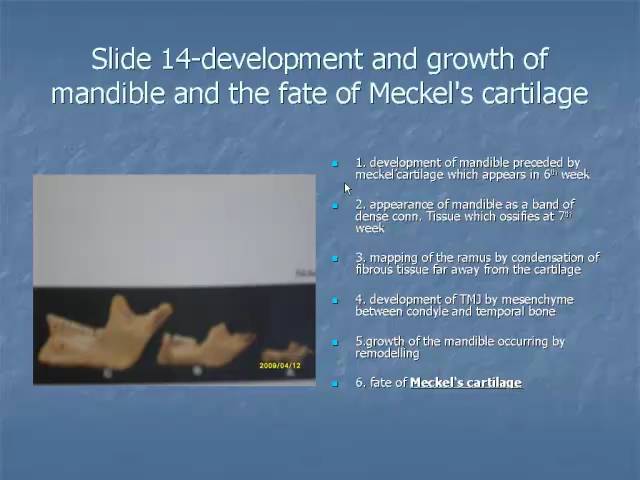 Slide 14-development and growth of
mandible and the fate of Meckel's cartilage
1. development of mandible preceded by
meckel'cartilage which appears in 6th week
2. appearance of mandible as a band of
dense conn. Tissue which ossifies at 7th
week
3. mapping of the ramus by condensation of
fibrous tissue far away from the cartilage
4. development of TMJ by mesenchyme
between condyle and temporal bone
5.growth of the mandible occurring by
remodelling
6. fate of Meckel's cartilage
2009/04/12